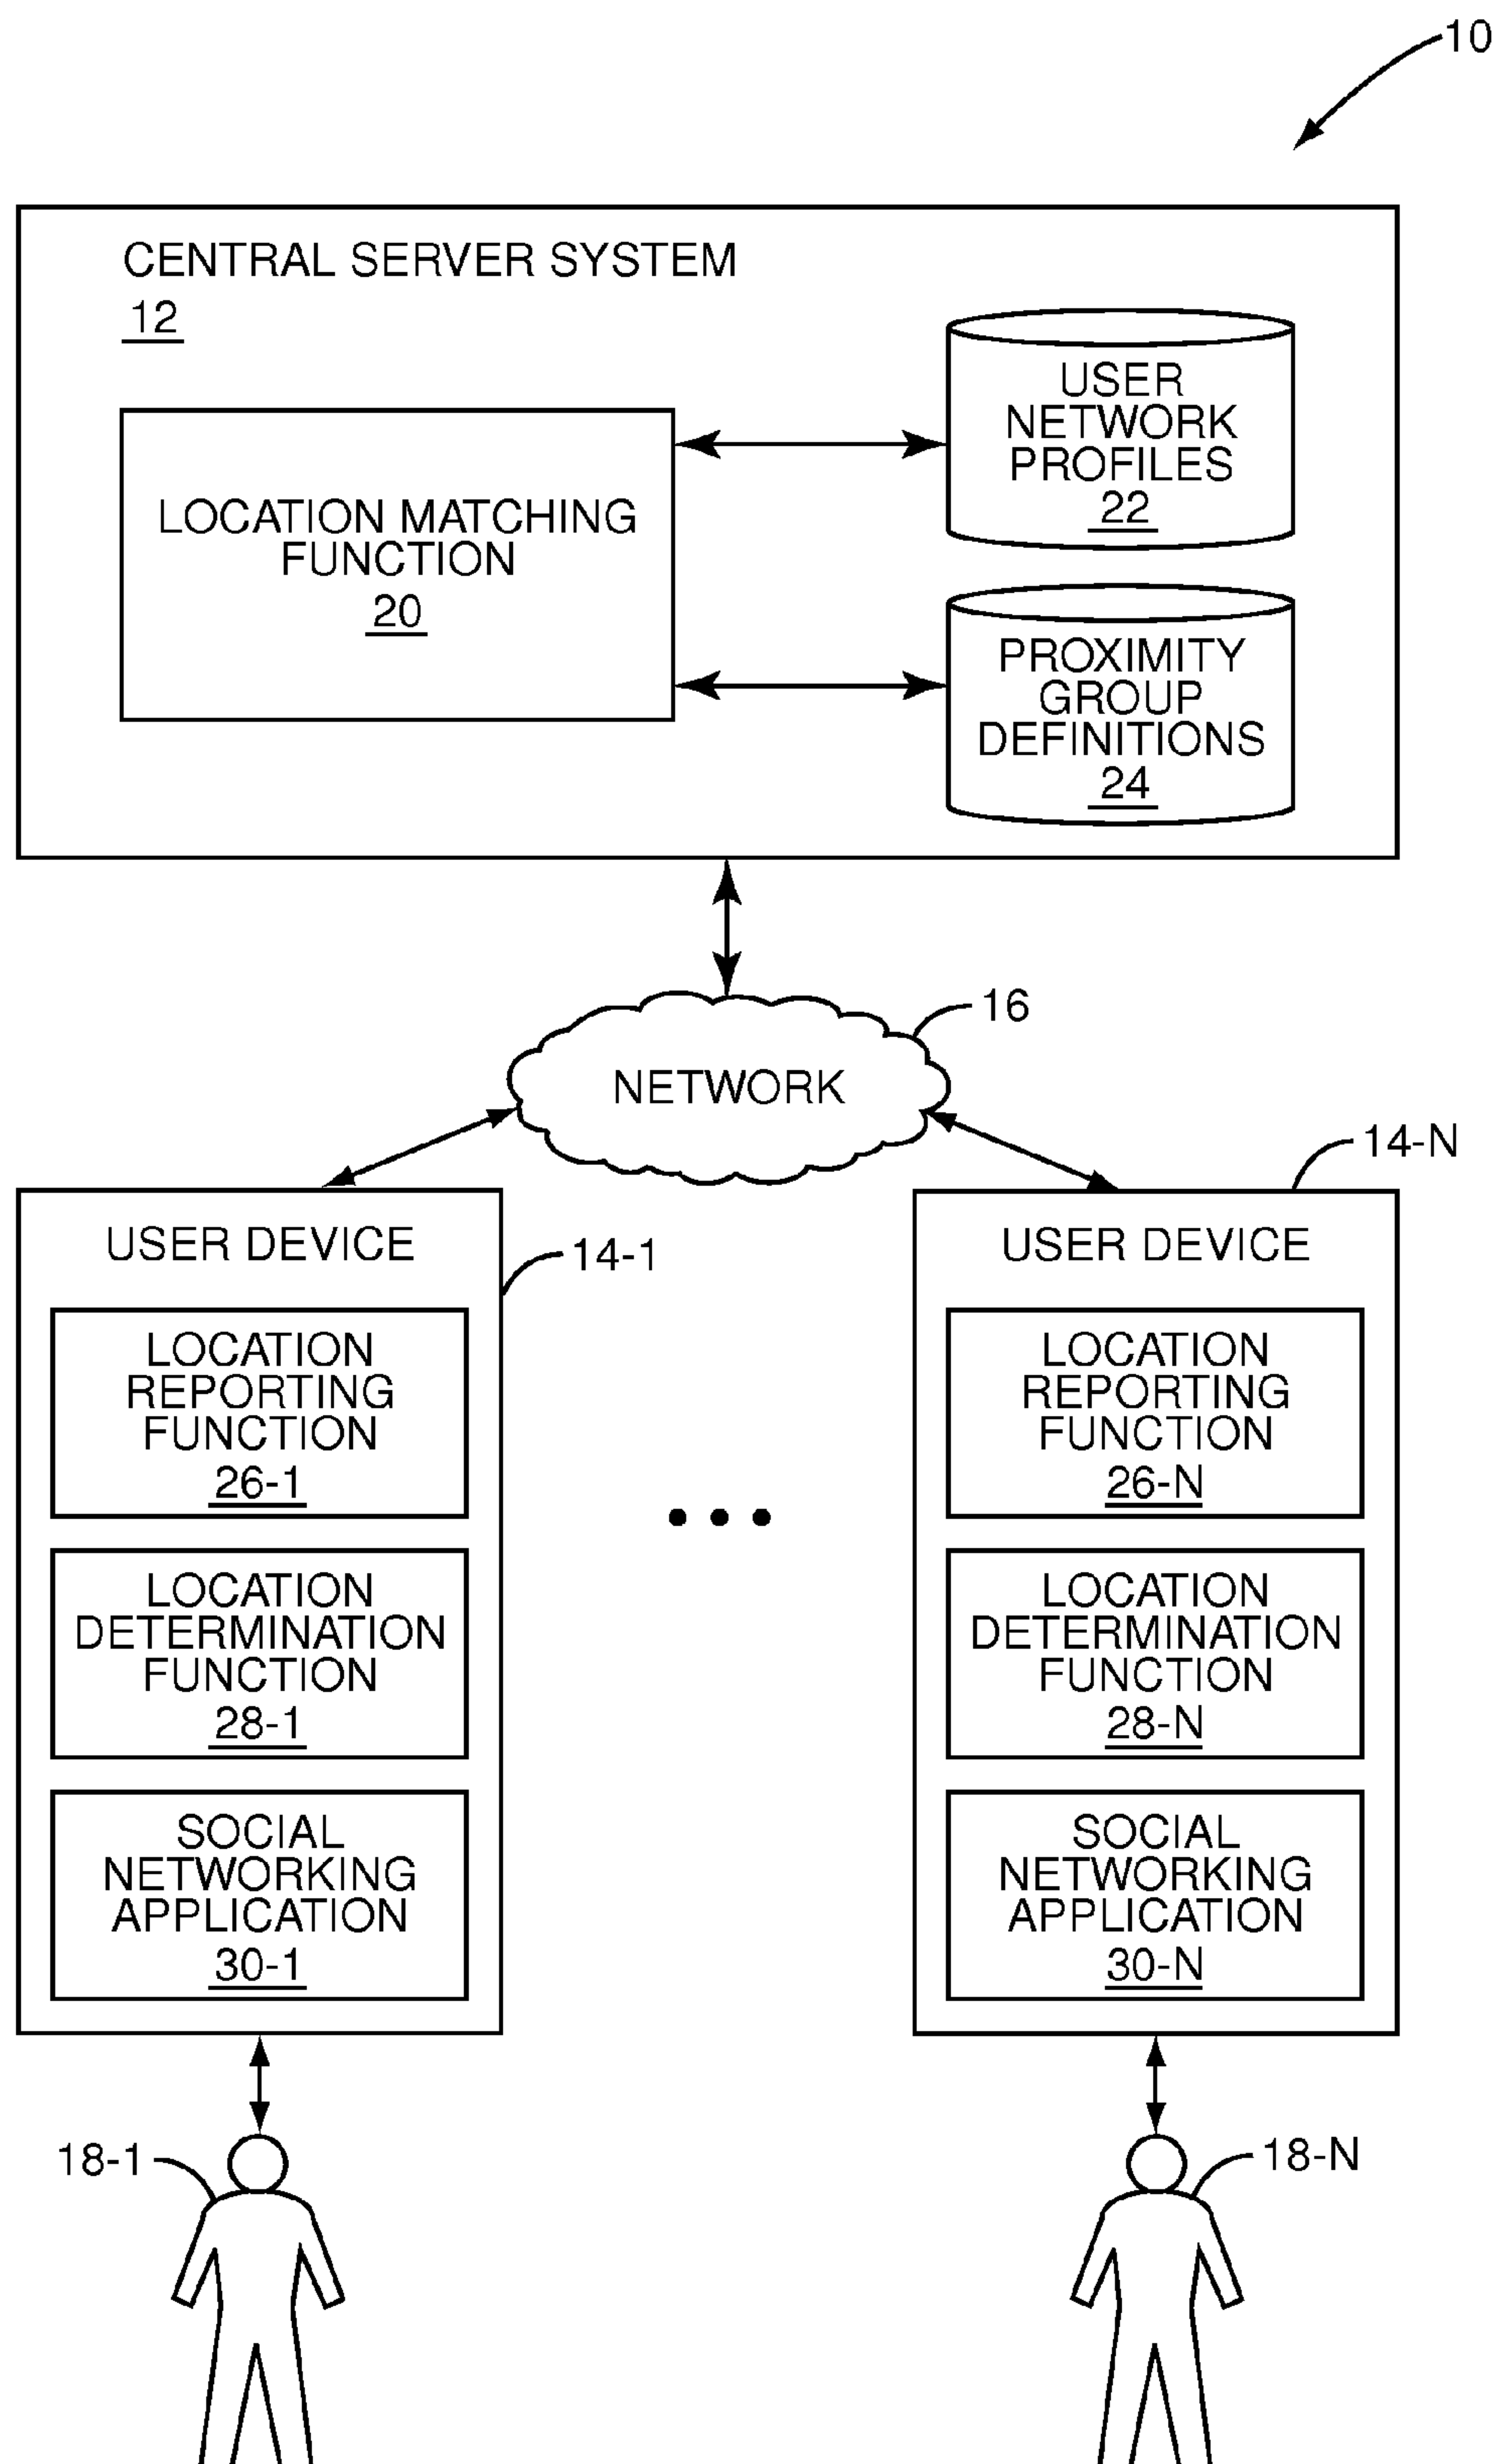 10
CENTRAL SERVER SYSTEM
12
USER
NETWORK
PROFILES
22
LOCATION MATCHING
FUNCTION
20
PROXIMITY
GROUP
DEFINITIONS
24
16
NETWORK
14-N
USER DEVICE
14-1
LOCATION
REPORTING
FUNCTION
26-1
LOCATION
DETERMINATION
FUNCTION
28-1
SOCIAL
NETWORKING
APPLICATION
30-1
USER DEVICE
LOCATION
REPORTING
FUNCTION
26-N
LOCATION
DETERMINATION
FUNCTION
28-N
SOCIAL
NETWORKING
APPLICATION
30-N
18-1
18-N